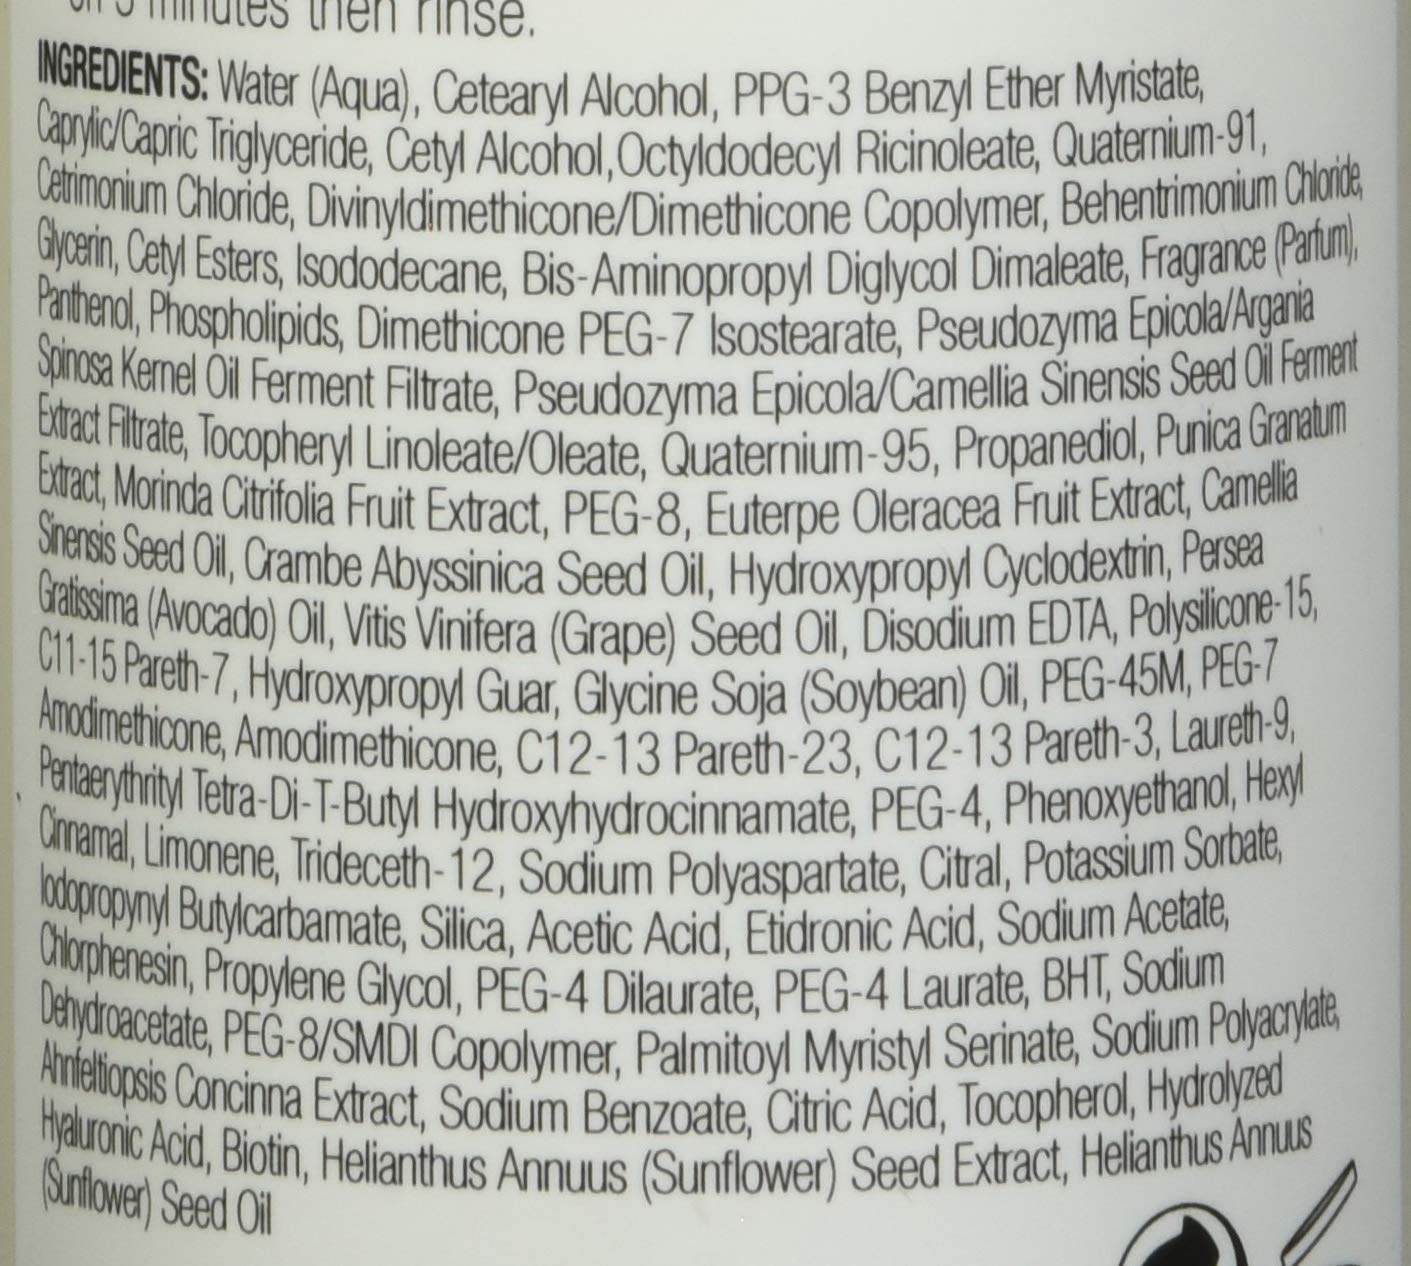 on 5 minutes then rinse.
INGREDIENTS: Water (Aqua), Cetearyl Alcohol, PPG-3 Benzyl Ether Myristate,
Caprylic/Capric Triglyceride, Cetyl Alcohol,Octyldodecyl Ricinoleate, Quaternium-91,
Cetrimonium Chloride, Divinyldimethicone/Dimethicone Copolymer, Behentrimonium Chloride,
Glycerin, Cetyl Esters, Isododecane, Bis-Aminopropyl Diglycol Dimaleate, Fragrance (Parfum),
Panthenol, Phospholipids, Dimethicone PEG-7 Isostearate, Pseudozyma Epicola/Argania
Spinosa Kernel Oil Ferment Filtrate, Pseudozyma Epicola/Camellia Sinensis Seed Oil Ferment
Extract Filtrate, Tocopheryl Linoleate/Oleate, Quaternium-95, Propanediol, Punica Granatum
Extract, Morinda Citrifolia Fruit Extract, PEG-8, Euterpe Oleracea Fruit Extract, Camellia
Sinensis Seed Oil, Crambe Abyssinica Seed Oil, Hydroxypropyl Cyclodextrin, Persea
Gratissima (Avocado) Oil, Vitis Vinifera (Grape) Seed Oil, Disodium EDTA, Polysilicone-15,
C11-15 Pareth-7, Hydroxypropyl Guar, Glycine Soja (Soybean) Oil, PEG-45M, PEG-7
Amodimethicone, Amodimethicone, C12-13 Pareth-23, C12-13 Pareth-3, Laureth-9,
Pentaerythrityl Tetra-Di-T-Butyl Hydroxyhydrocinnamate, PEG-4, Phenoxyethanol, Hexyl
Cinnamal, Limonene, Trideceth-12, Sodium Polyaspartate, Citral, Potassium Sorbate,
Iodopropynyl Butylcarbamate, Silica, Acetic Acid, Etidronic Acid, Sodium Acetate,
Chlorphenesin, Propylene Glycol, PEG-4 Dilaurate, PEG-4 Laurate, BHT, Sodium
Dehydroacetate, PEG-8/SMDI Copolymer, Palmitoyl Myristyl Serinate, Sodium Polyacrylate,
Ahnfeltiopsis Concinna Extract, Sodium Benzoate, Citric Acid, Tocopherol, Hydrolyzed
Hyaluronic Acid, Biotin, Helianthus Annuus (Sunflower) Seed Extract, Helianthus Annuus
(Sunflower) Seed Oil